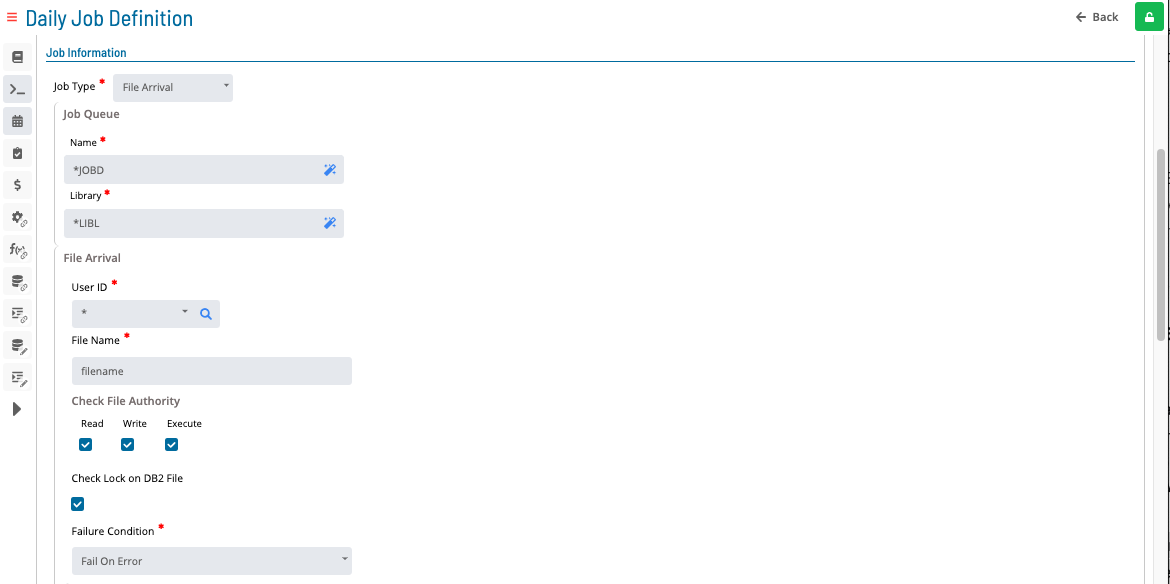 Daily Job Definition
Back
Job Information
Job Type *
File Arrival
Job Queue
Name *
*JOBD
Library *
*LIBL
File Arrival
User ID *
*
File Name *
filename
Check File Authority
Read Write Execute
Check Lock on DB2 File
Failure Condition *
Fail On Error